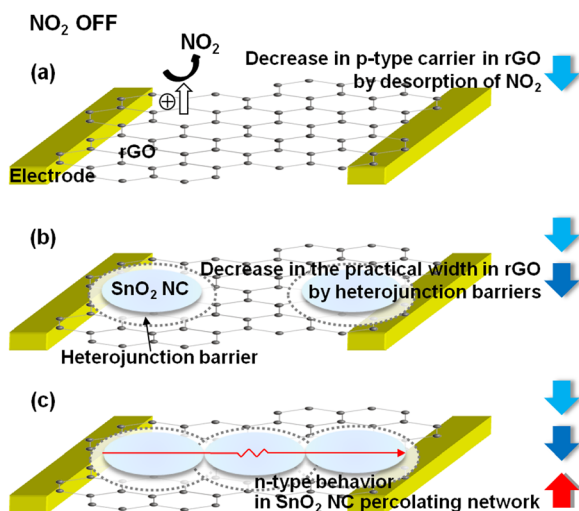 NO₂ OFF
NO₂
(a)
Decrease in p-type carrier in rGO
by desorption of NO₂
⊕
rGO
Electrode
(b)
Decrease in the practical width in rGO
by heterojunction barriers
SnO₂ NC
Heterojunction barrier
(c)
n-type behavior
in SnO₂ NC percolating network